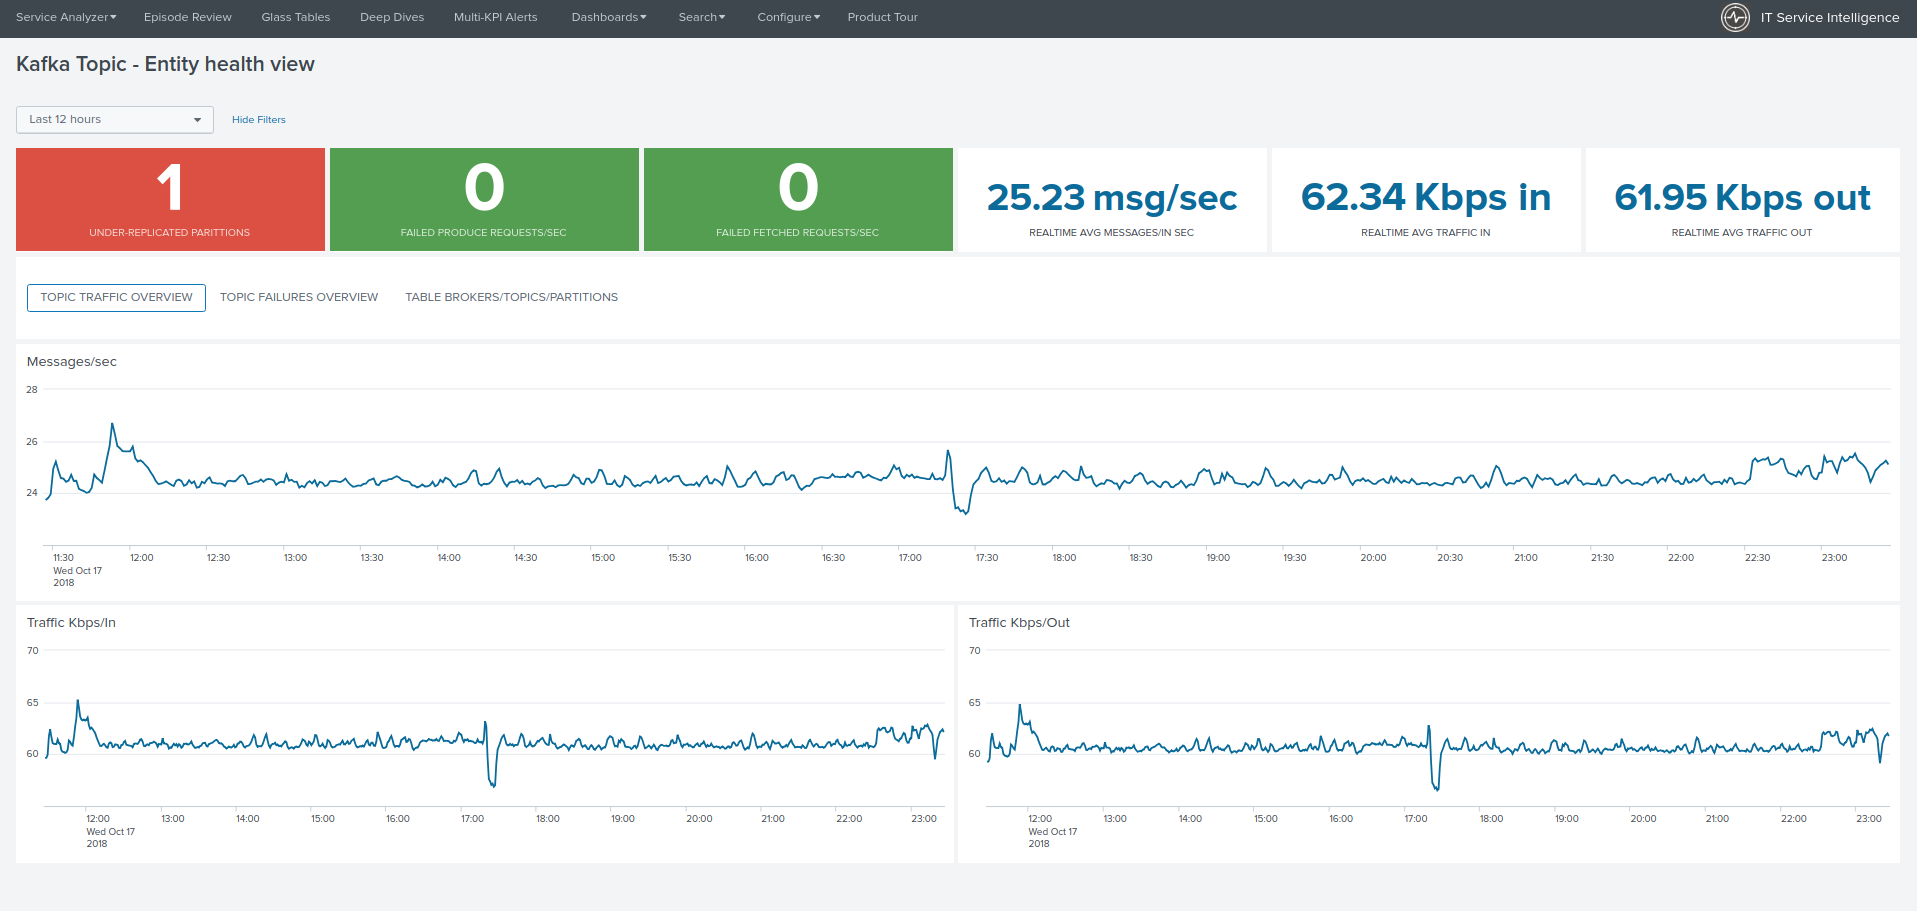 Service Analyzer Episode Review Glass Tables Deep Dives Multi-KPI Alerts Dashboards Search Configure Product Tour IT Service Intelligence
Kafka Topic - Entity health view
Last 12 hours Hide Filters
1 0 0 25.23 msg/sec 62.34 Kbps in 61.95 Kbps out
UNDER-REPLICATED PARITTIONS FAILED PRODUCE REQUESTS/SEC FAILED FETCHED REQUESTS/SEC REALTIME AVG MESSAGES/IN SEC REALTIME AVG TRAFFIC IN REALTIME AVG TRAFFIC OUT
TOPIC TRAFFIC OVERVIEW TOPIC FAILURES OVERVIEW TABLE BROKERS/TOPICS/PARTITIONS
Messages/sec
28
26
24
11:30 12:00 12:30 13:00 13:30 14:00 14:30 15:00 15:30 16:00 16:30 17:00 17:30 18:00 18:30 19:00 19:30 20:00 20:30 21:00 21:30 22:00 22:30 23:00
Wed Oct 17
2018
Traffic Kbps/In
70
65
60
12:00 13:00 14:00 15:00 16:00 17:00 18:00 19:00 20:00 21:00 22:00 23:00
Wed Oct 17
2018
Traffic Kbps/Out
70
65
60
12:00 13:00 14:00 15:00 16:00 17:00 18:00 19:00 20:00 21:00 22:00 23:00
Wed Oct 17
2018